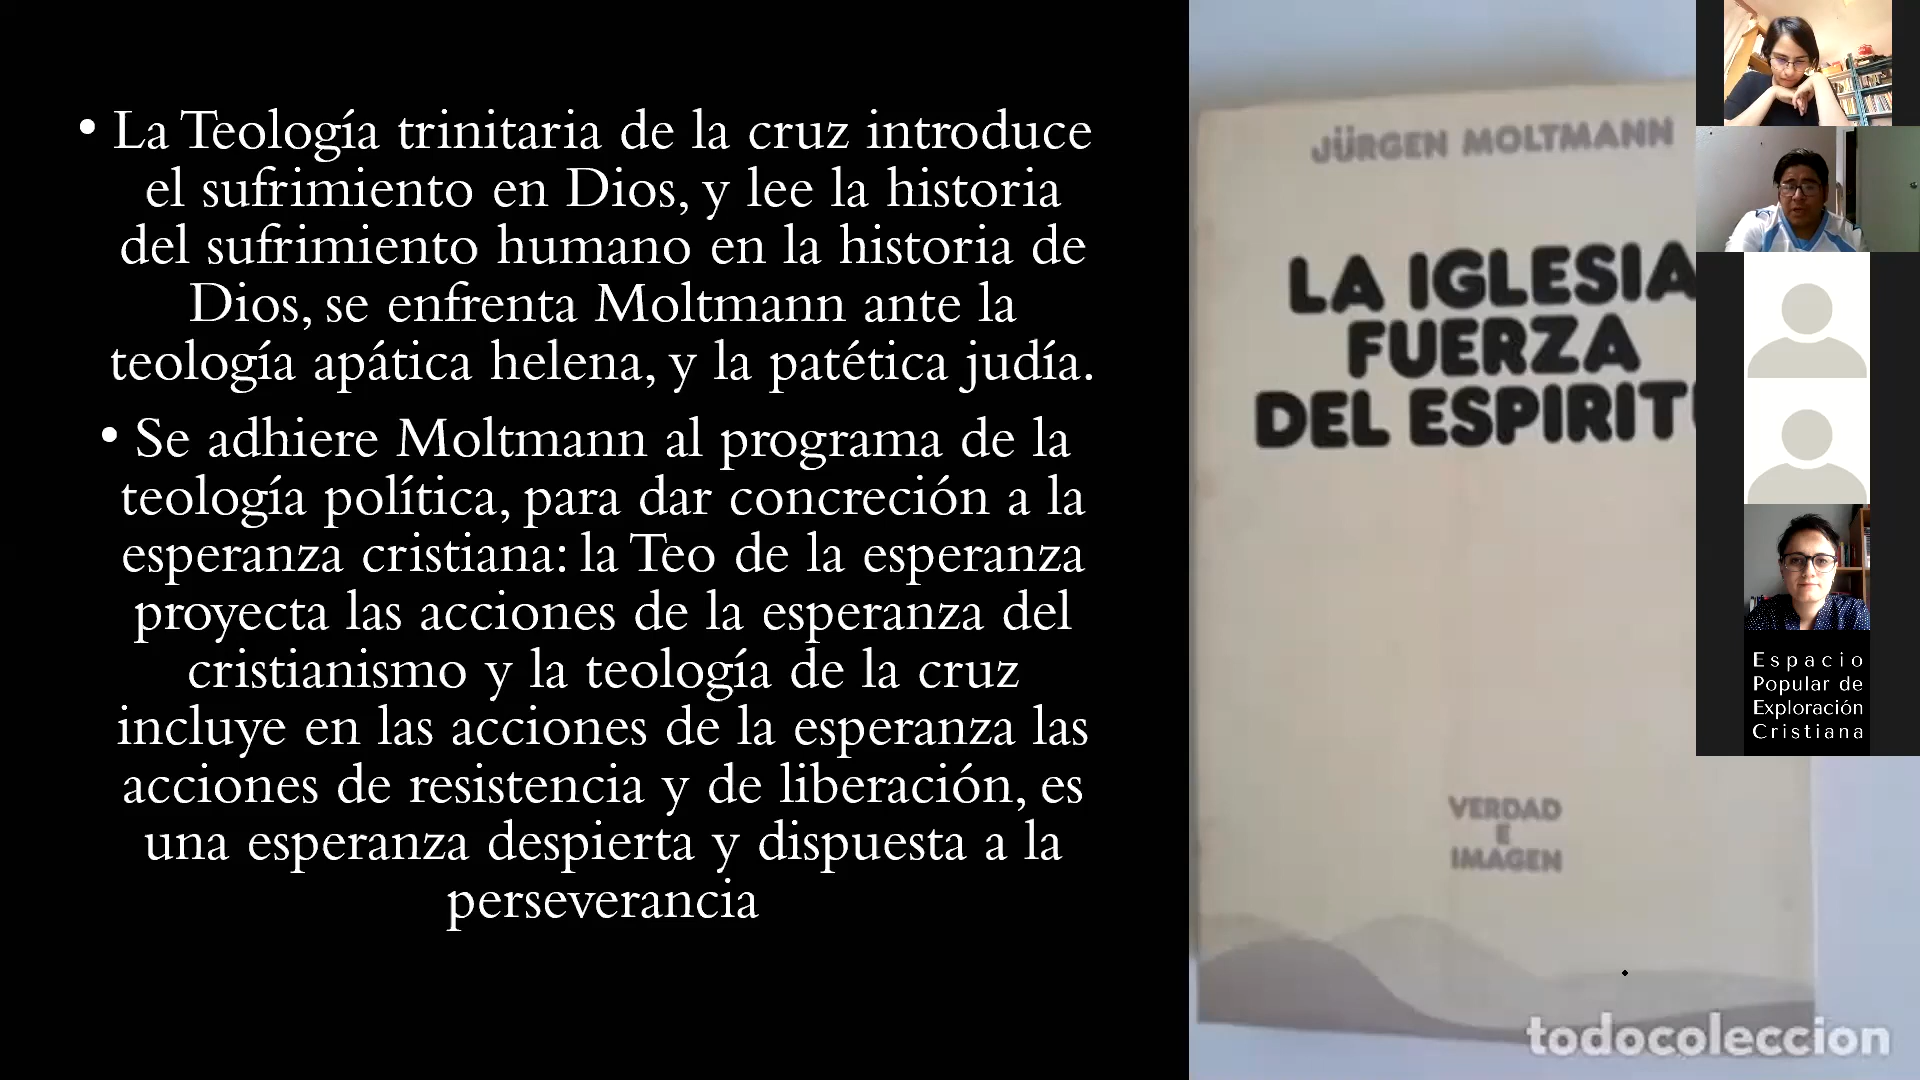 • La Teología trinitaria de la cruz introduce
el sufrimiento en Dios, y lee la historia
del sufrimiento humano en la historia de
Dios, se enfrenta Moltmann ante la
teología apática helena, y la patética judía.
• Se adhiere Moltmann al programa de la
teología política, para dar concreción a la
esperanza cristiana: la Teo de la esperanza
proyecta las acciones de la esperanza del
cristianismo y la teología de la cruz
incluye en las acciones de la esperanza las
acciones de resistencia y de liberación, es
una esperanza despierta y dispuesta a la
perseverancia
JÜRGEN MOLTMANN
LA IGLESIA
FUERZA
DEL ESPIRIT
VERDAD
E
IMAGEN
todocoleccion
Espacio
Popular de
Exploración
Cristiana